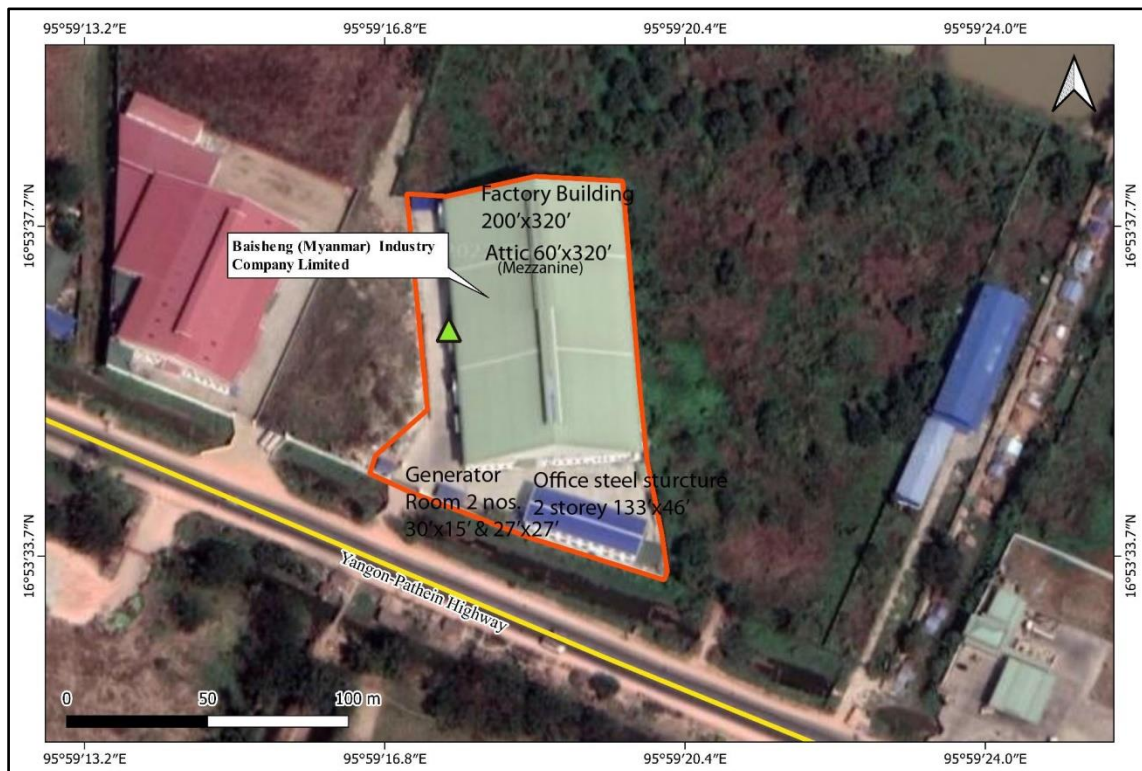 95°59′13.2″E 95°59′16.8″E 95°59′20.4″E 95°59′24.0″E
16°53′37.7″N
16°53′37.7″N
Factory Building
200’x320’
Attic 60’x320’
(Mezzanine)
Baisheng (Myanmar) Industry
Company Limited
Generator
Room 2 nos.
30’x15’ & 27’x27’
Office steel sturcture
2 storey 133’x46’
16°53′33.7″N
16°53′33.7″N
Yangon-Pathein Highway
0 50 100 m
95°59′13.2″E 95°59′16.8″E 95°59′20.4″E 95°59′24.0″E